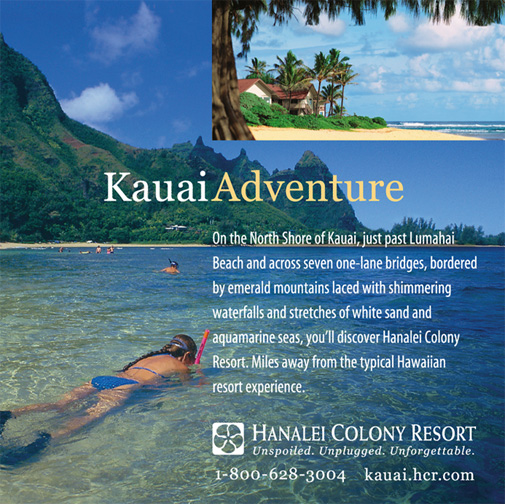 Kauai Adventure
On the North Shore of Kauai, just past Lumahai
Beach and across seven one-lane bridges, bordered
by emerald mountains laced with shimmering
waterfalls and stretches of white sand and
aquamarine seas, you'll discover Hanalei Colony
Resort. Miles away from the typical Hawaiian
resort experience.
HANALEI COLONY RESORT
Unspoiled. Unplugged. Unforgettable.
1-800-628-3004 kauai.hcr.com